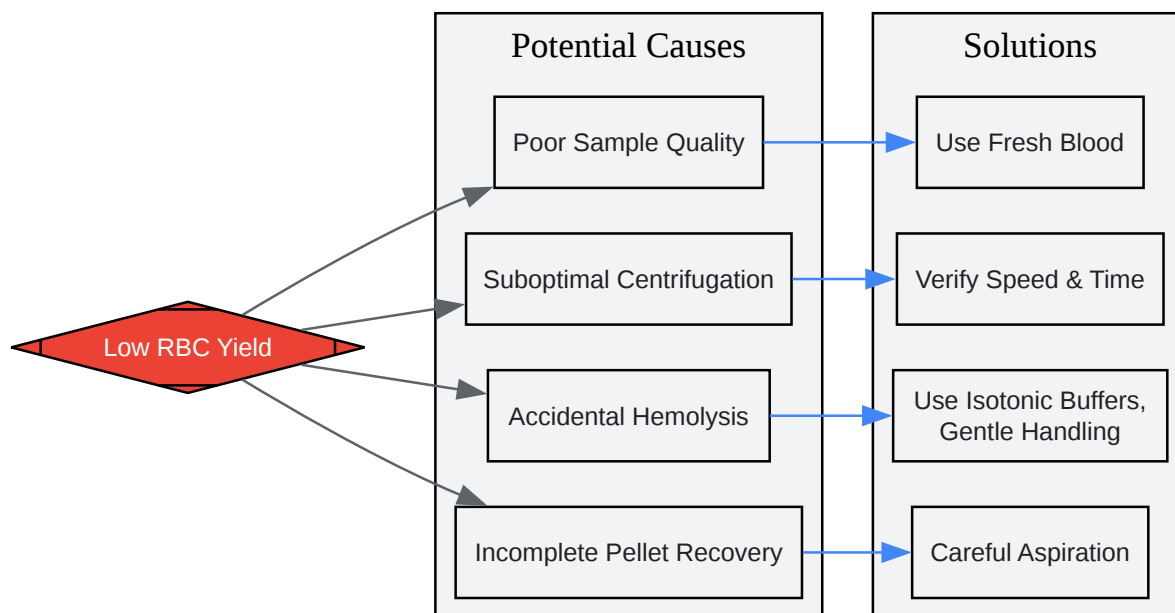 Potential Causes
Solutions
Poor Sample Quality
Use Fresh Blood
Suboptimal Centrifugation
Verify Speed & Time
Low RBC Yield
Accidental Hemolysis
Use Isotonic Buffers,
Gentle Handling
Incomplete Pellet Recovery
Careful Aspiration